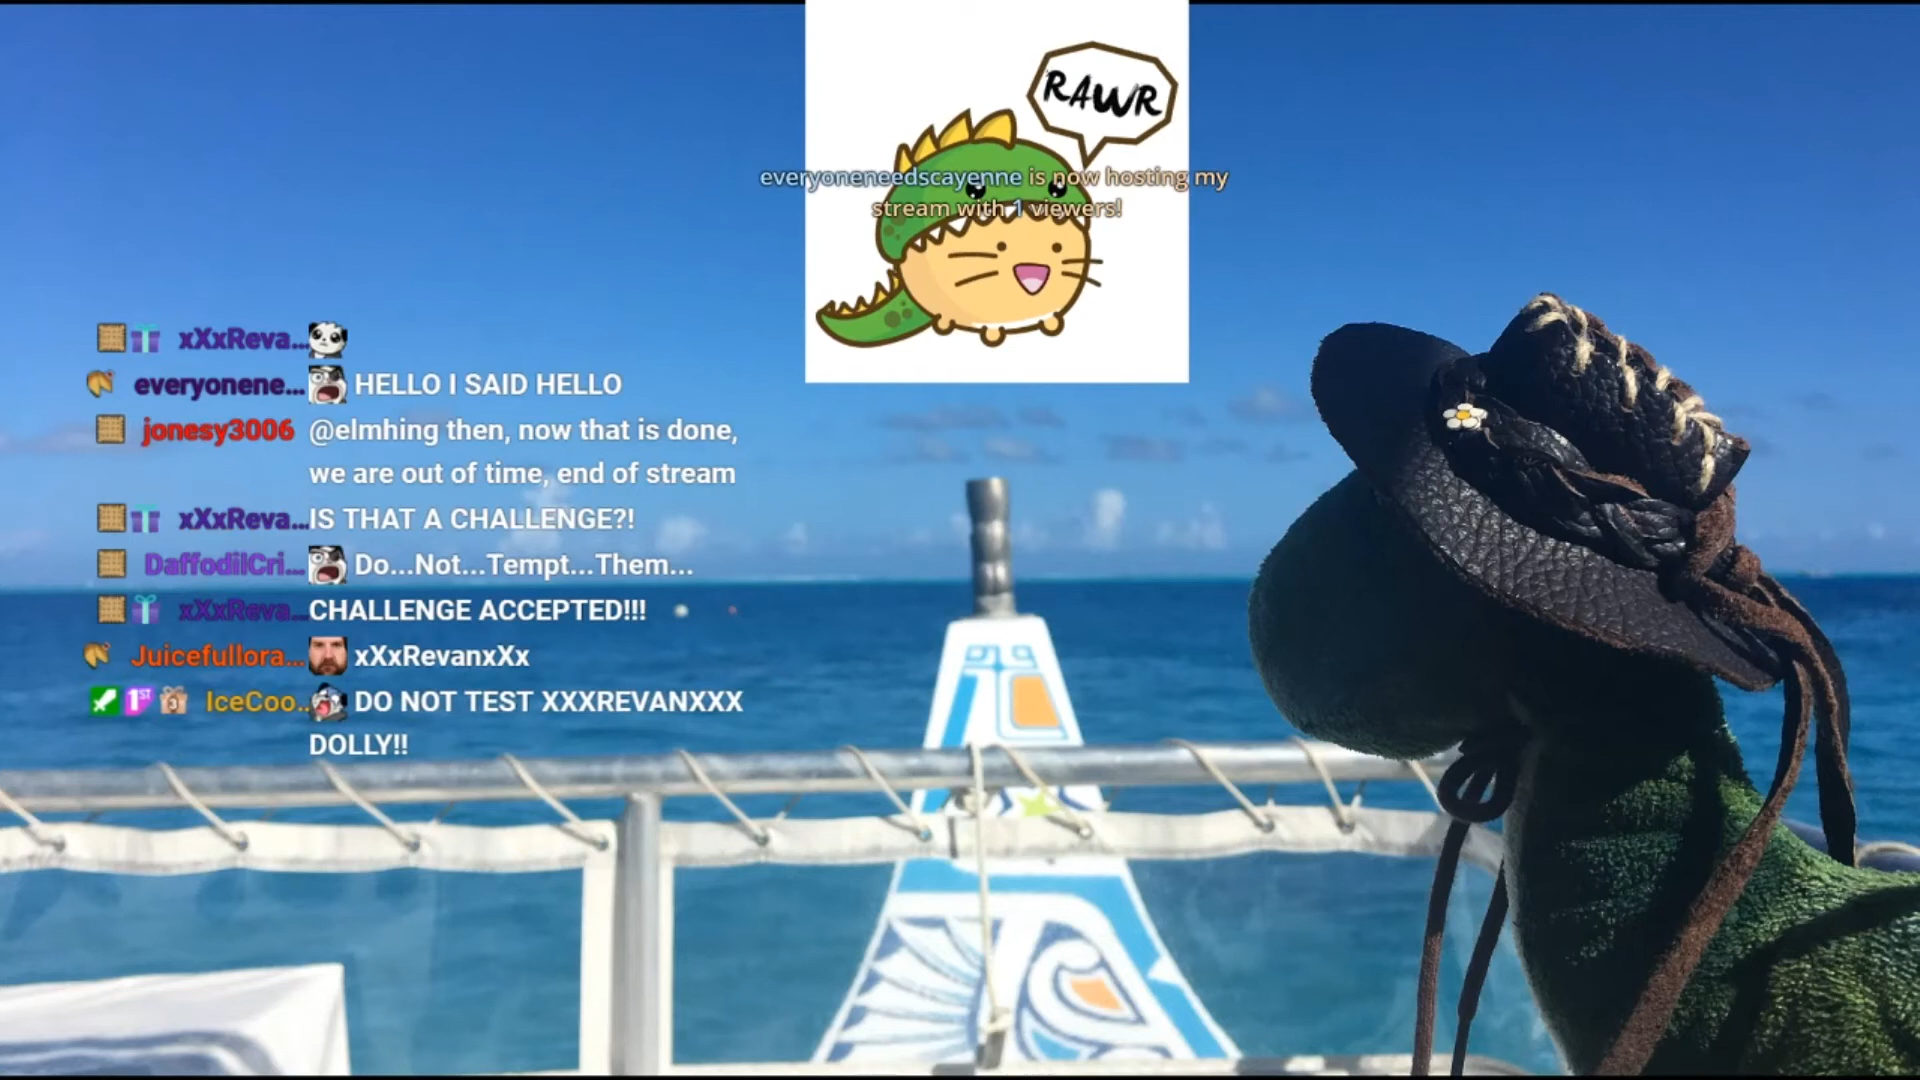 RAWR
everyoneneedscayenne is now hosting my
stream with 1 viewers!
xXxReva...
everyonene... HELLO I SAID HELLO
jonesy3006 @elmhing then, now that is done,
we are out of time, end of stream
xXxReva... IS THAT A CHALLENGE?!
DaffodilCri... Do...Not...Tempt...Them...
xXxReva... CHALLENGE ACCEPTED!!!
Juicefullora... xXxRevanxXx
1ST 3 IceCoo... DO NOT TEST XXXREVANXXX
DOLLY!!